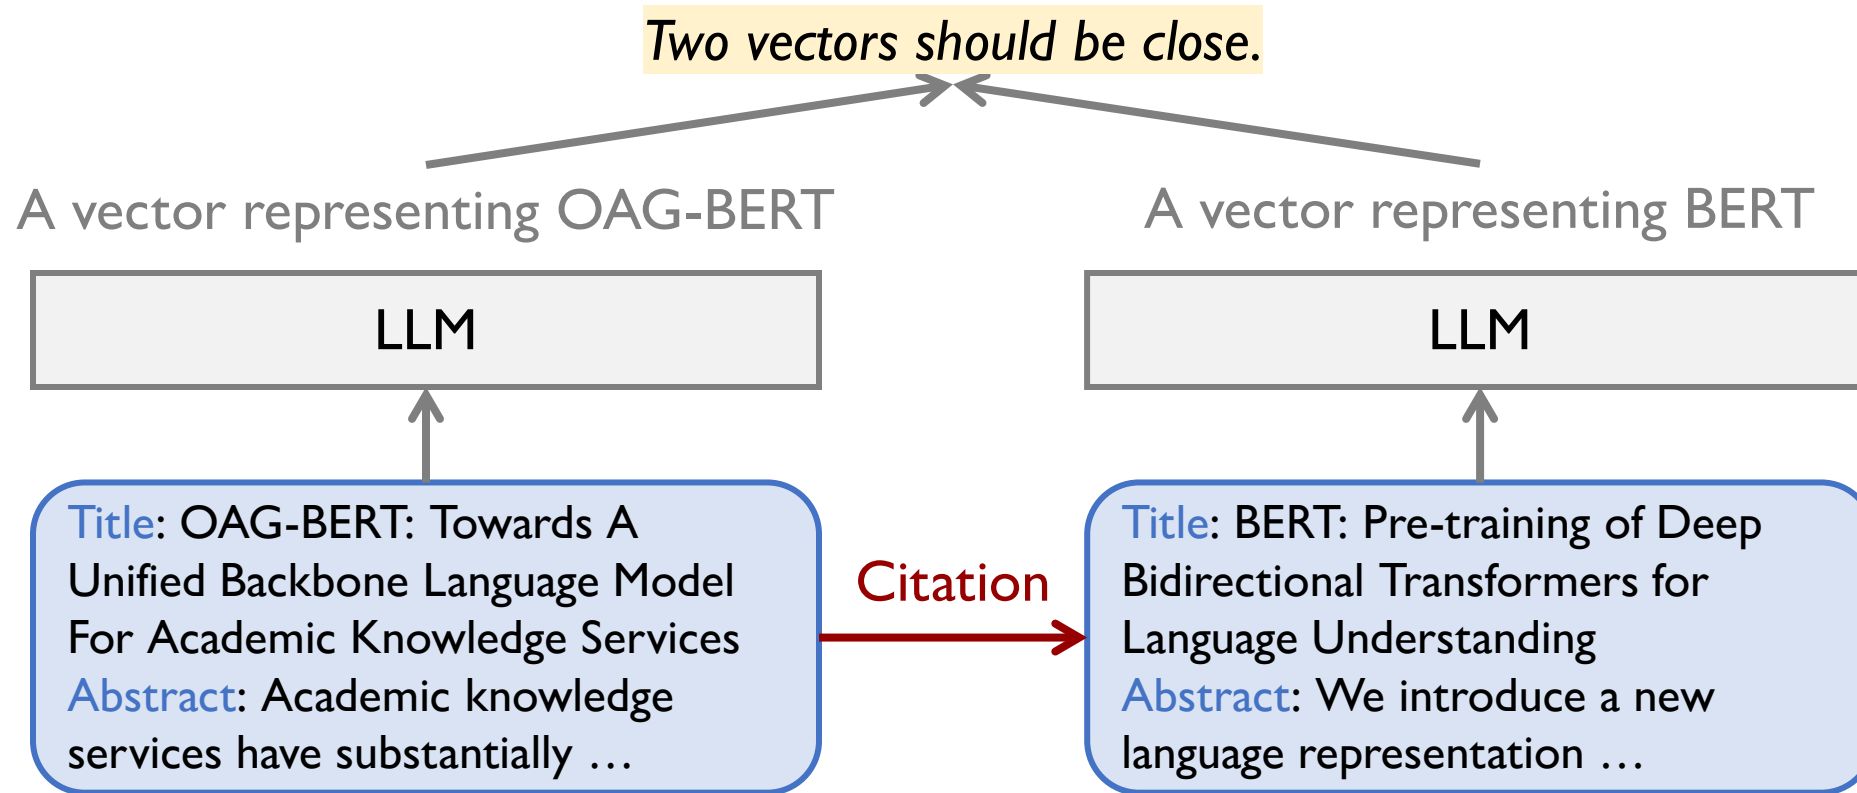 Two vectors should be close.
A vector representing OAG-BERT
A vector representing BERT
LLM
LLM
Title: OAG-BERT: Towards A
Unified Backbone Language Model
For Academic Knowledge Services
Abstract: Academic knowledge
services have substantially …
Citation
Title: BERT: Pre-training of Deep
Bidirectional Transformers for
Language Understanding
Abstract: We introduce a new
language representation …